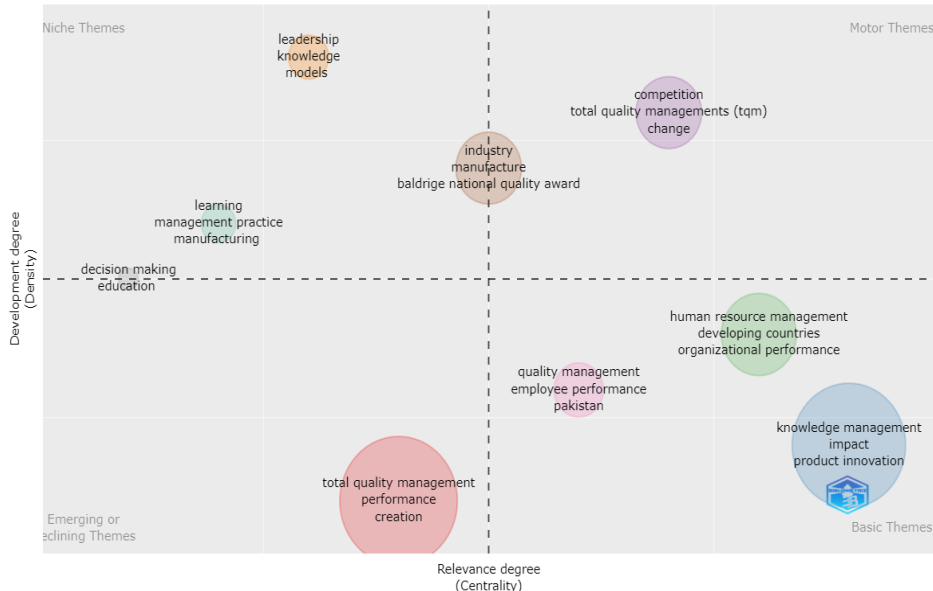 Niche Themes
Motor Themes
leadership
knowledge
models
competition
total quality managements (tqm)
change
industry
manufacture
baldrige national quality award
learning
management practice
manufacturing
decision making
education
Development degree
(Density)
human resource management
developing countries
organizational performance
quality management
employee performance
pakistan
knowledge management
impact
product innovation
total quality management
performance
creation
Emerging or
eclining Themes
Basic Themes
Relevance degree
(Centrality)